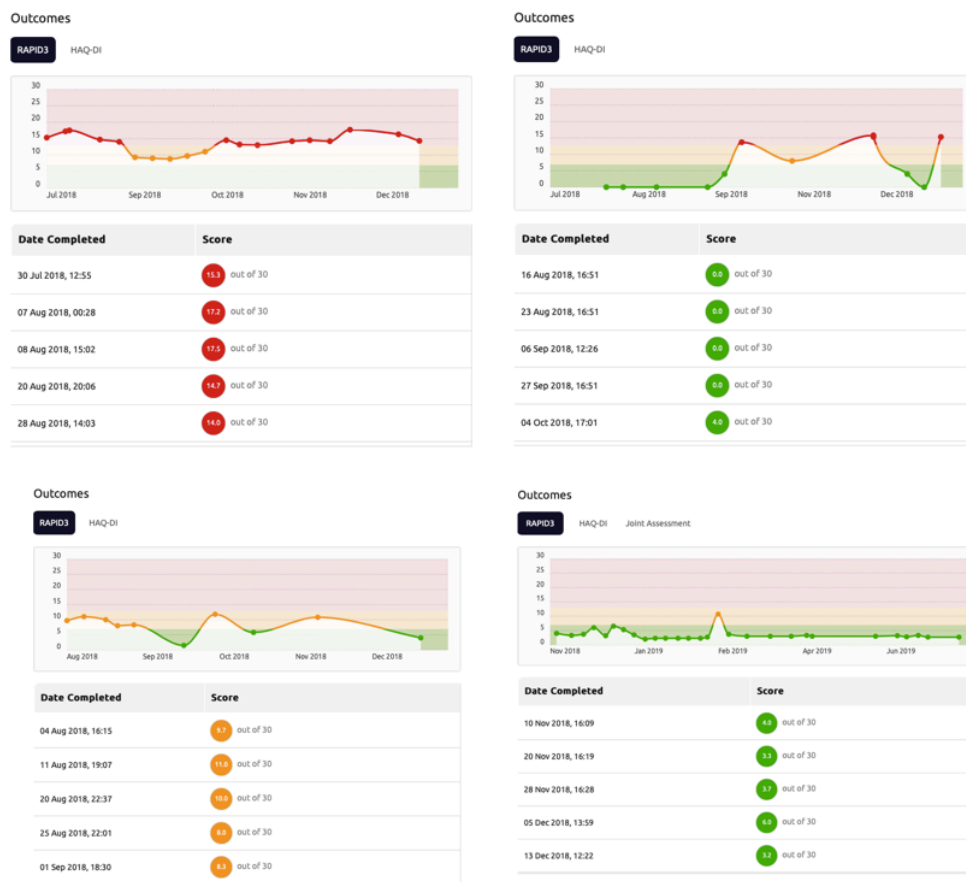 Outcomes
RAPID3 HAQ-DI
30
25
20
15
10
5
0
Jul 2018 Sep 2018 Oct 2018 Nov 2018 Dec 2018
Date Completed Score
30 Jul 2018, 12:55 15.3 out of 30
07 Aug 2018, 00:28 17.2 out of 30
08 Aug 2018, 15:02 17.5 out of 30
20 Aug 2018, 20:06 14.7 out of 30
28 Aug 2018, 14:03 14.0 out of 30
Outcomes
RAPID3 HAQ-DI
30
25
20
15
10
5
0
Jul 2018 Aug 2018 Sep 2018 Nov 2018 Dec 2018
Date Completed Score
16 Aug 2018, 16:51 0.0 out of 30
23 Aug 2018, 16:51 0.0 out of 30
06 Sep 2018, 12:26 0.0 out of 30
27 Sep 2018, 16:51 0.0 out of 30
04 Oct 2018, 17:01 4.0 out of 30
Outcomes
RAPID3 HAQ-DI
30
25
20
15
10
5
0
Aug 2018 Sep 2018 Oct 2018 Nov 2018 Dec 2018
Date Completed Score
04 Aug 2018, 16:15 9.7 out of 30
11 Aug 2018, 19:07 11.0 out of 30
20 Aug 2018, 22:37 10.0 out of 30
25 Aug 2018, 22:01 8.0 out of 30
01 Sep 2018, 18:30 8.3 out of 30
Outcomes
RAPID3 HAQ-DI Joint Assessment
30
25
20
15
10
5
0
Nov 2018 Jan 2019 Feb 2019 Apr 2019 Jun 2019
Date Completed Score
10 Nov 2018, 16:09 4.0 out of 30
20 Nov 2018, 16:19 3.3 out of 30
28 Nov 2018, 16:28 3.7 out of 30
05 Dec 2018, 13:59 6.0 out of 30
13 Dec 2018, 12:22 3.2 out of 30